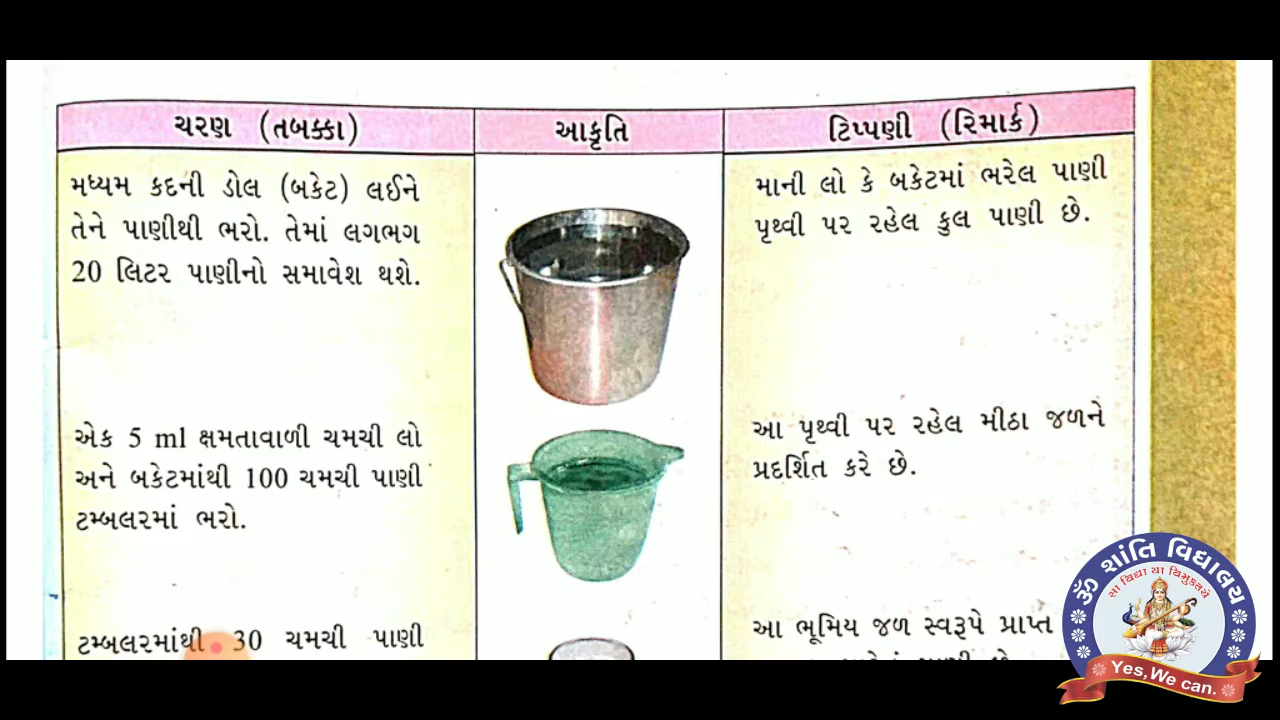 ચરણ (તબક્કા)
આકૃતિ
ટિપ્પણી (રિમાર્ક)
મધ્યમ કદની ડોલ (બકેટ) લઈને
તેને પાણીથી ભરો. તેમાં લગભગ
20 લિટર પાણીનો સમાવેશ થશે.
માની લો કે બકેટમાં ભરેલ પાણી
પૃથ્વી પર રહેલ કુલ પાણી છે.
એક 5 ml ક્ષમતાવાળી ચમચી લો
અને બકેટમાંથી 100 ચમચી પાણી
ટમ્બલરમાં ભરો.
આ પૃથ્વી પર રહેલ મીઠા જળને
પ્રદર્શિત કરે છે.
ટમ્બલરમાંથી 30 ચમચી પાણી
આ ભૂમિય જળ સ્વરૂપે પ્રાપ્ત
ૐ શાંતિ વિદ્યાલય
સા વિદ્યા યા વિમુક્તયે
Yes, We can.